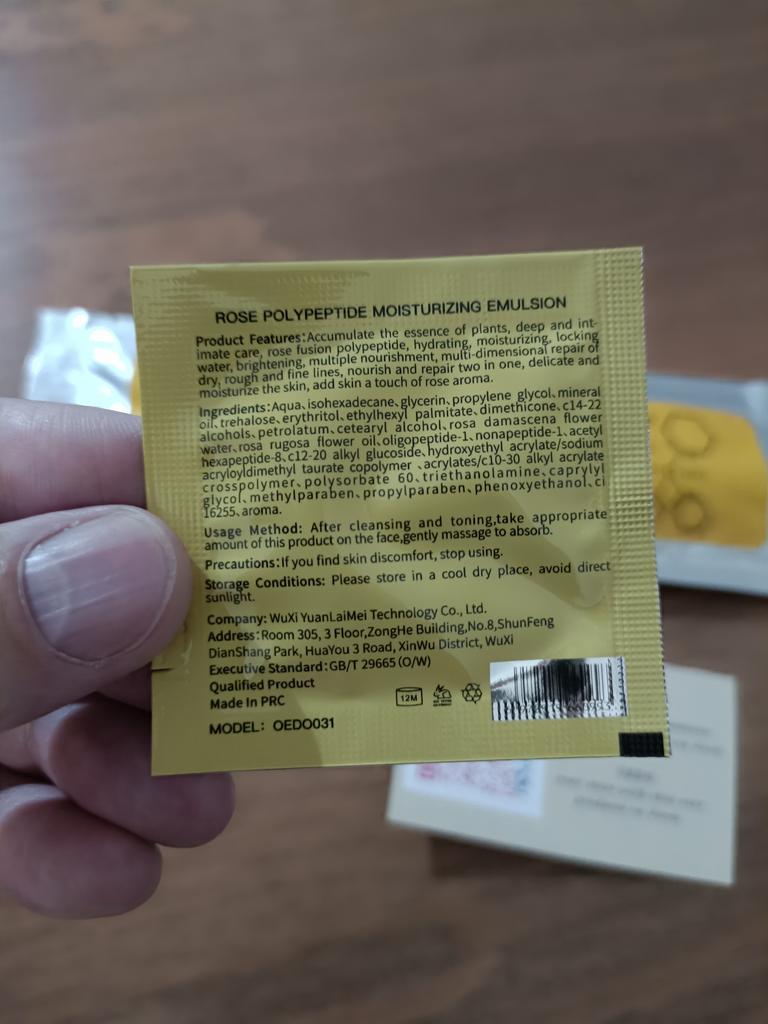 ROSE POLYPEPTIDE MOISTURIZING EMULSION
Product Features:Accumulate the essence of plants, deep and int-
imate care, rose fusion polypeptide, hydrating, moisturizing, locking
water, brightening, multiple nourishment, multi-dimensional repair of
dry, rough and fine lines, nourish and repair two in one, delicate and
moisturize the skin, add skin a touch of rose aroma.
Ingredients:Aqua、isohexadecane、glycerin、propylene glycol、mineral
oil、trehalose、erythritol、ethylhexyl palmitate、dimethicone、c14-22
alcohols、petrolatum、cetearyl alcohol、rosa damascena flower
water、rosa rugosa flower oil、oligopeptide-1、nonapeptide-1、acetyl
hexapeptide-8、c12-20 alkyl glucoside、hydroxyethyl acrylate/sodium
acryloyldimethyl taurate copolymer 、acrylates/c10-30 alkyl acrylate
crosspolymer、polysorbate 60、triethanolamine、caprylyl
glycol、methylparaben、propylparaben、phenoxyethanol、ci
16255、aroma.
Usage Method: After cleansing and toning,take appropriate
amount of this product on the face,gently massage to absorb.
Precautions:If you find skin discomfort, stop using.
Storage Conditions: Please store in a cool dry place, avoid direct
sunlight.
Company: WuXi YuanLaiMei Technology Co., Ltd.
Address:Room 305, 3 Floor,ZongHe Building,No.8,ShunFeng
DianShang Park, HuaYou 3 Road, XinWu District, WuXi
Executive Standard:GB/T 29665 (O/W)
Qualified Product
Made In PRC
12M
MODEL: OEDO031